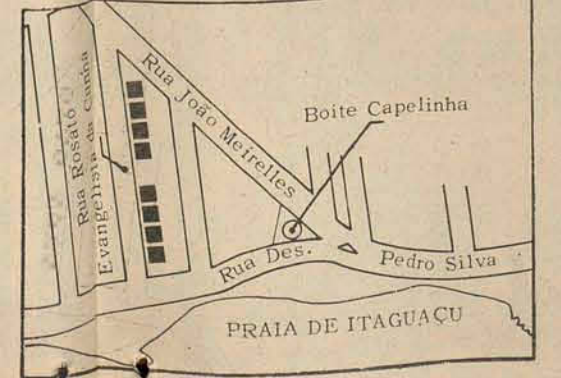 Rua João Meirelles
Boite Capelinha
Rua Rosato
Evangelista da Cunha
Rua Des. Pedro Silva
PRAIA DE ITAGUAÇU